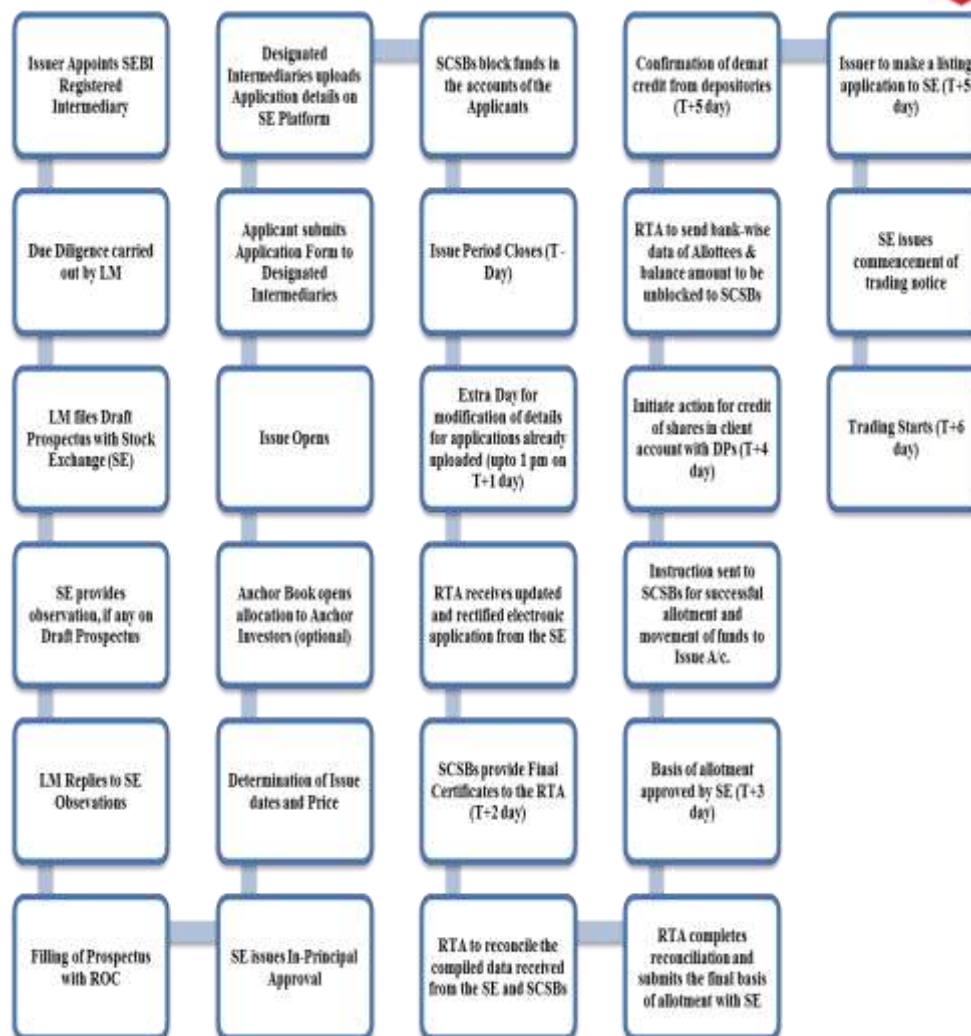 Issuer Appoints SEBI
Registered
Intermediary
Due Diligence carried
out by LM
LM files Draft
Prospectus with Stock
Exchange (SE)
SE provides
observation, if any on
Draft Prospectus
LM Replies to SE
Obsevations
Filling of Prospectus
with ROC
SE issues In-Principal
Approval
Determination of Issue
dates and Price
Anchor Book opens
allocation to Anchor
Investors (optional)
Issue Opens
Applicant submits
Application Form to
Designated
Intermediaries
Designated
Intermediaries uploads
Application details on
SE Platform
SCSBs block funds in
the accounts of the
Applicants
Issue Period Closes (T-
Day)
Extra Day for
modification of details
for applications already
uploaded (upto 1 pm on
T+1 day)
RTA receives updated
and rectified electronic
application from the SE
SCSBs provide Final
Certificates to the RTA
(T+2 day)
RTA to reconcile the
compiled data received
from the SE and SCSBs
RTA completes
reconciliation and
submits the final basis
of allotment with SE
Basis of allotment
approved by SE (T+3
day)
Instruction sent to
SCSBs for successful
allotment and
movement of funds to
Issue A/c.
Initiate action for credit
of shares in client
account with DPs (T+4
day)
RTA to send bank-wise
data of Allottees &
balance amount to be
unblocked to SCSBs
Confirmation of demat
credit from depositories
(T+5 day)
Issuer to make a listing
application to SE (T+5
day)
SE issues
commencement of
trading notice
Trading Starts (T+6
day)